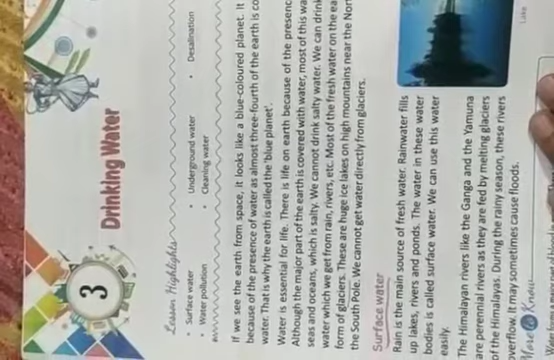 3
Drinking Water
Lesson Highlights
• Surface water • Underground water • Desalination
• Water pollution • Cleaning water
If we see the earth from space, it looks like a blue-coloured planet. It
because of the presence of water as almost three-fourth of the earth is co
water. That is why the earth is called the 'blue planet'.
Water is essential for life. There is life on earth because of the presenc
Although the major part of the earth is covered with water, most of this wa
seas and oceans, which is salty. We cannot drink salty water. We can drink
water which we get from rain, rivers, etc. Most of the fresh water on the ea
form of glaciers. These are huge ice lakes on high mountains near the Nort
the South Pole. We cannot get water directly from glaciers.
Surface water
Rain is the main source of fresh water. Rainwater fills
up lakes, rivers and ponds. The water in these water
bodies is called surface water. We can use this water
easily.
The Himalayan rivers like the Ganga and the Yamuna
are perennial rivers as they are fed by melting glaciers
of the Himalayas. During the rainy season, these rivers
overflow. It may sometimes cause floods.
Lake
More Know